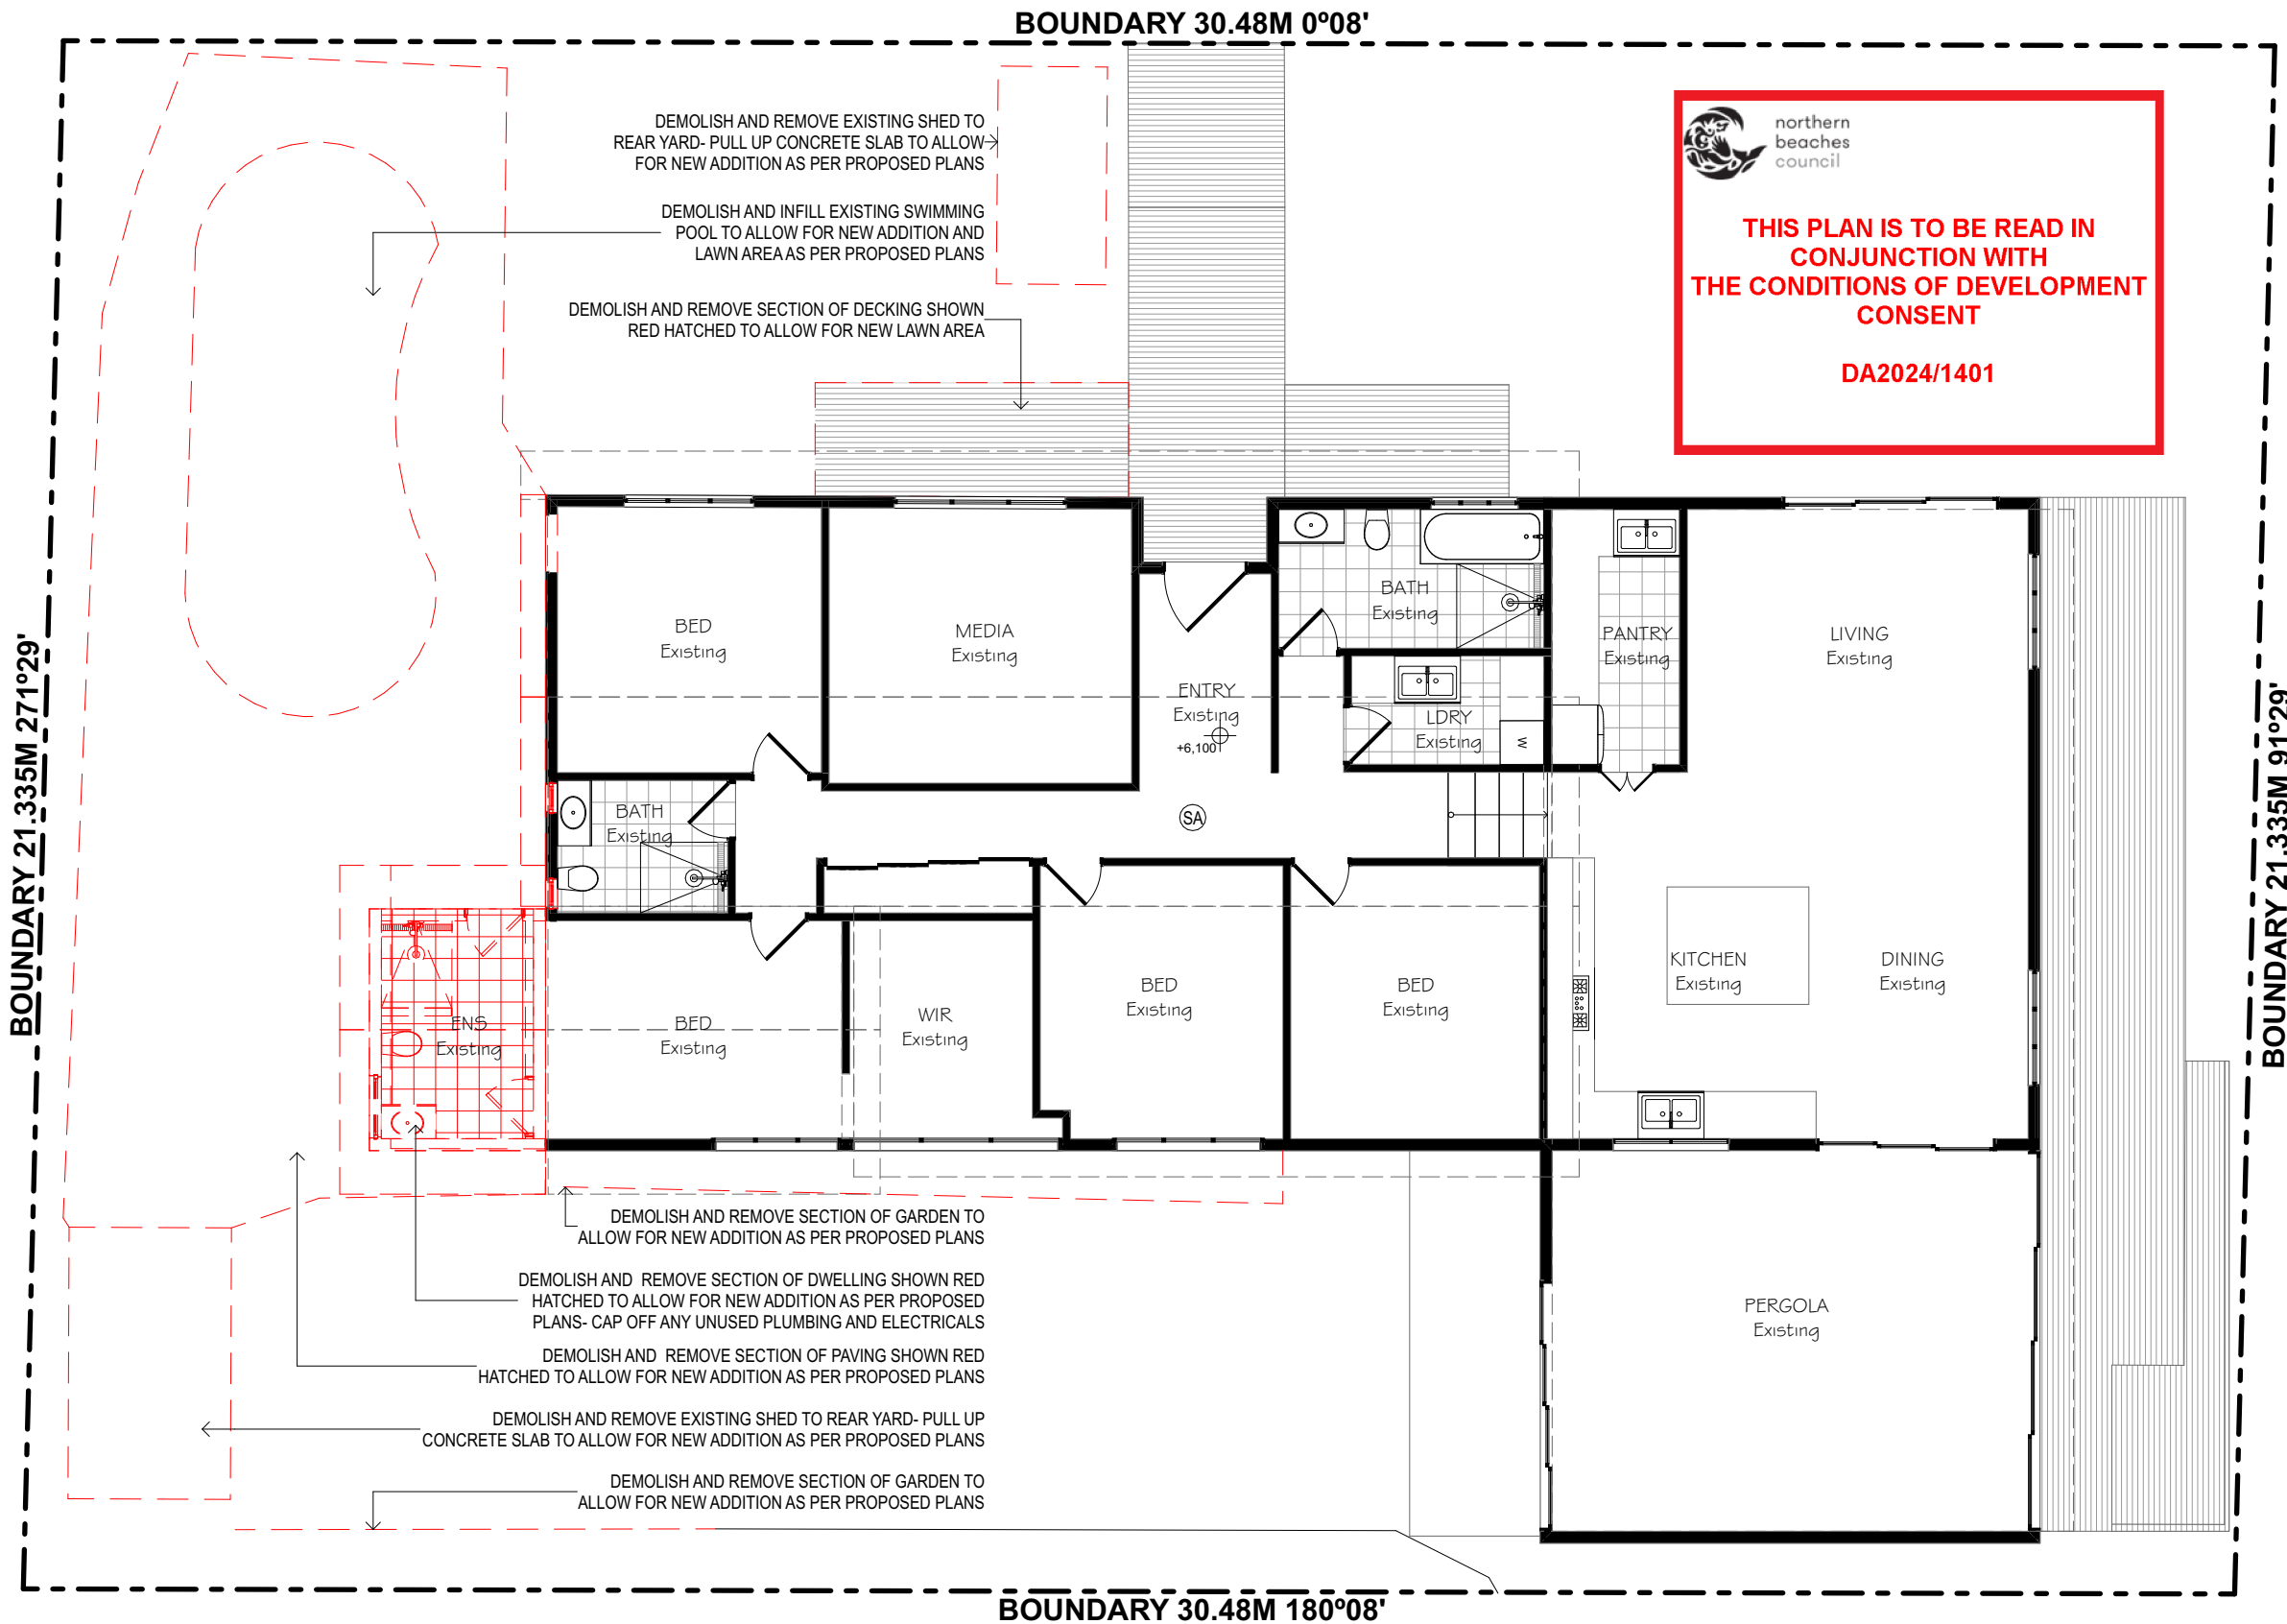 BOUNDARY 30.48M 0º08'
DEMOLISH AND REMOVE EXISTING SHED TO
REAR YARD- PULL UP CONCRETE SLAB TO ALLOW
FOR NEW ADDITION AS PER PROPOSED PLANS
DEMOLISH AND INFILL EXISTING SWIMMING
POOL TO ALLOW FOR NEW ADDITION AND
LAWN AREA AS PER PROPOSED PLANS
DEMOLISH AND REMOVE SECTION OF DECKING SHOWN
RED HATCHED TO ALLOW FOR NEW LAWN AREA
northern
beaches
council
THIS PLAN IS TO BE READ IN
CONJUNCTION WITH
THE CONDITIONS OF DEVELOPMENT
CONSENT
DA2024/1401
BOUNDARY 21.335M 271º29'
BOUNDARY 21.335M 91º29'
BED
Existing
MEDIA
Existing
ENTRY
Existing
+6,100
BATH
Existing
LDRY
Existing
W
PANTRY
Existing
LIVING
Existing
BATH
Existing
SA
ENS
Existing
BED
Existing
WIR
Existing
BED
Existing
BED
Existing
KITCHEN
Existing
DINING
Existing
PERGOLA
Existing
DEMOLISH AND REMOVE SECTION OF GARDEN TO
ALLOW FOR NEW ADDITION AS PER PROPOSED PLANS
DEMOLISH AND REMOVE SECTION OF DWELLING SHOWN RED
HATCHED TO ALLOW FOR NEW ADDITION AS PER PROPOSED
PLANS- CAP OFF ANY UNUSED PLUMBING AND ELECTRICALS
DEMOLISH AND REMOVE SECTION OF PAVING SHOWN RED
HATCHED TO ALLOW FOR NEW ADDITION AS PER PROPOSED PLANS
DEMOLISH AND REMOVE EXISTING SHED TO REAR YARD- PULL UP
CONCRETE SLAB TO ALLOW FOR NEW ADDITION AS PER PROPOSED PLANS
DEMOLISH AND REMOVE SECTION OF GARDEN TO
ALLOW FOR NEW ADDITION AS PER PROPOSED PLANS
BOUNDARY 30.48M 180º08'